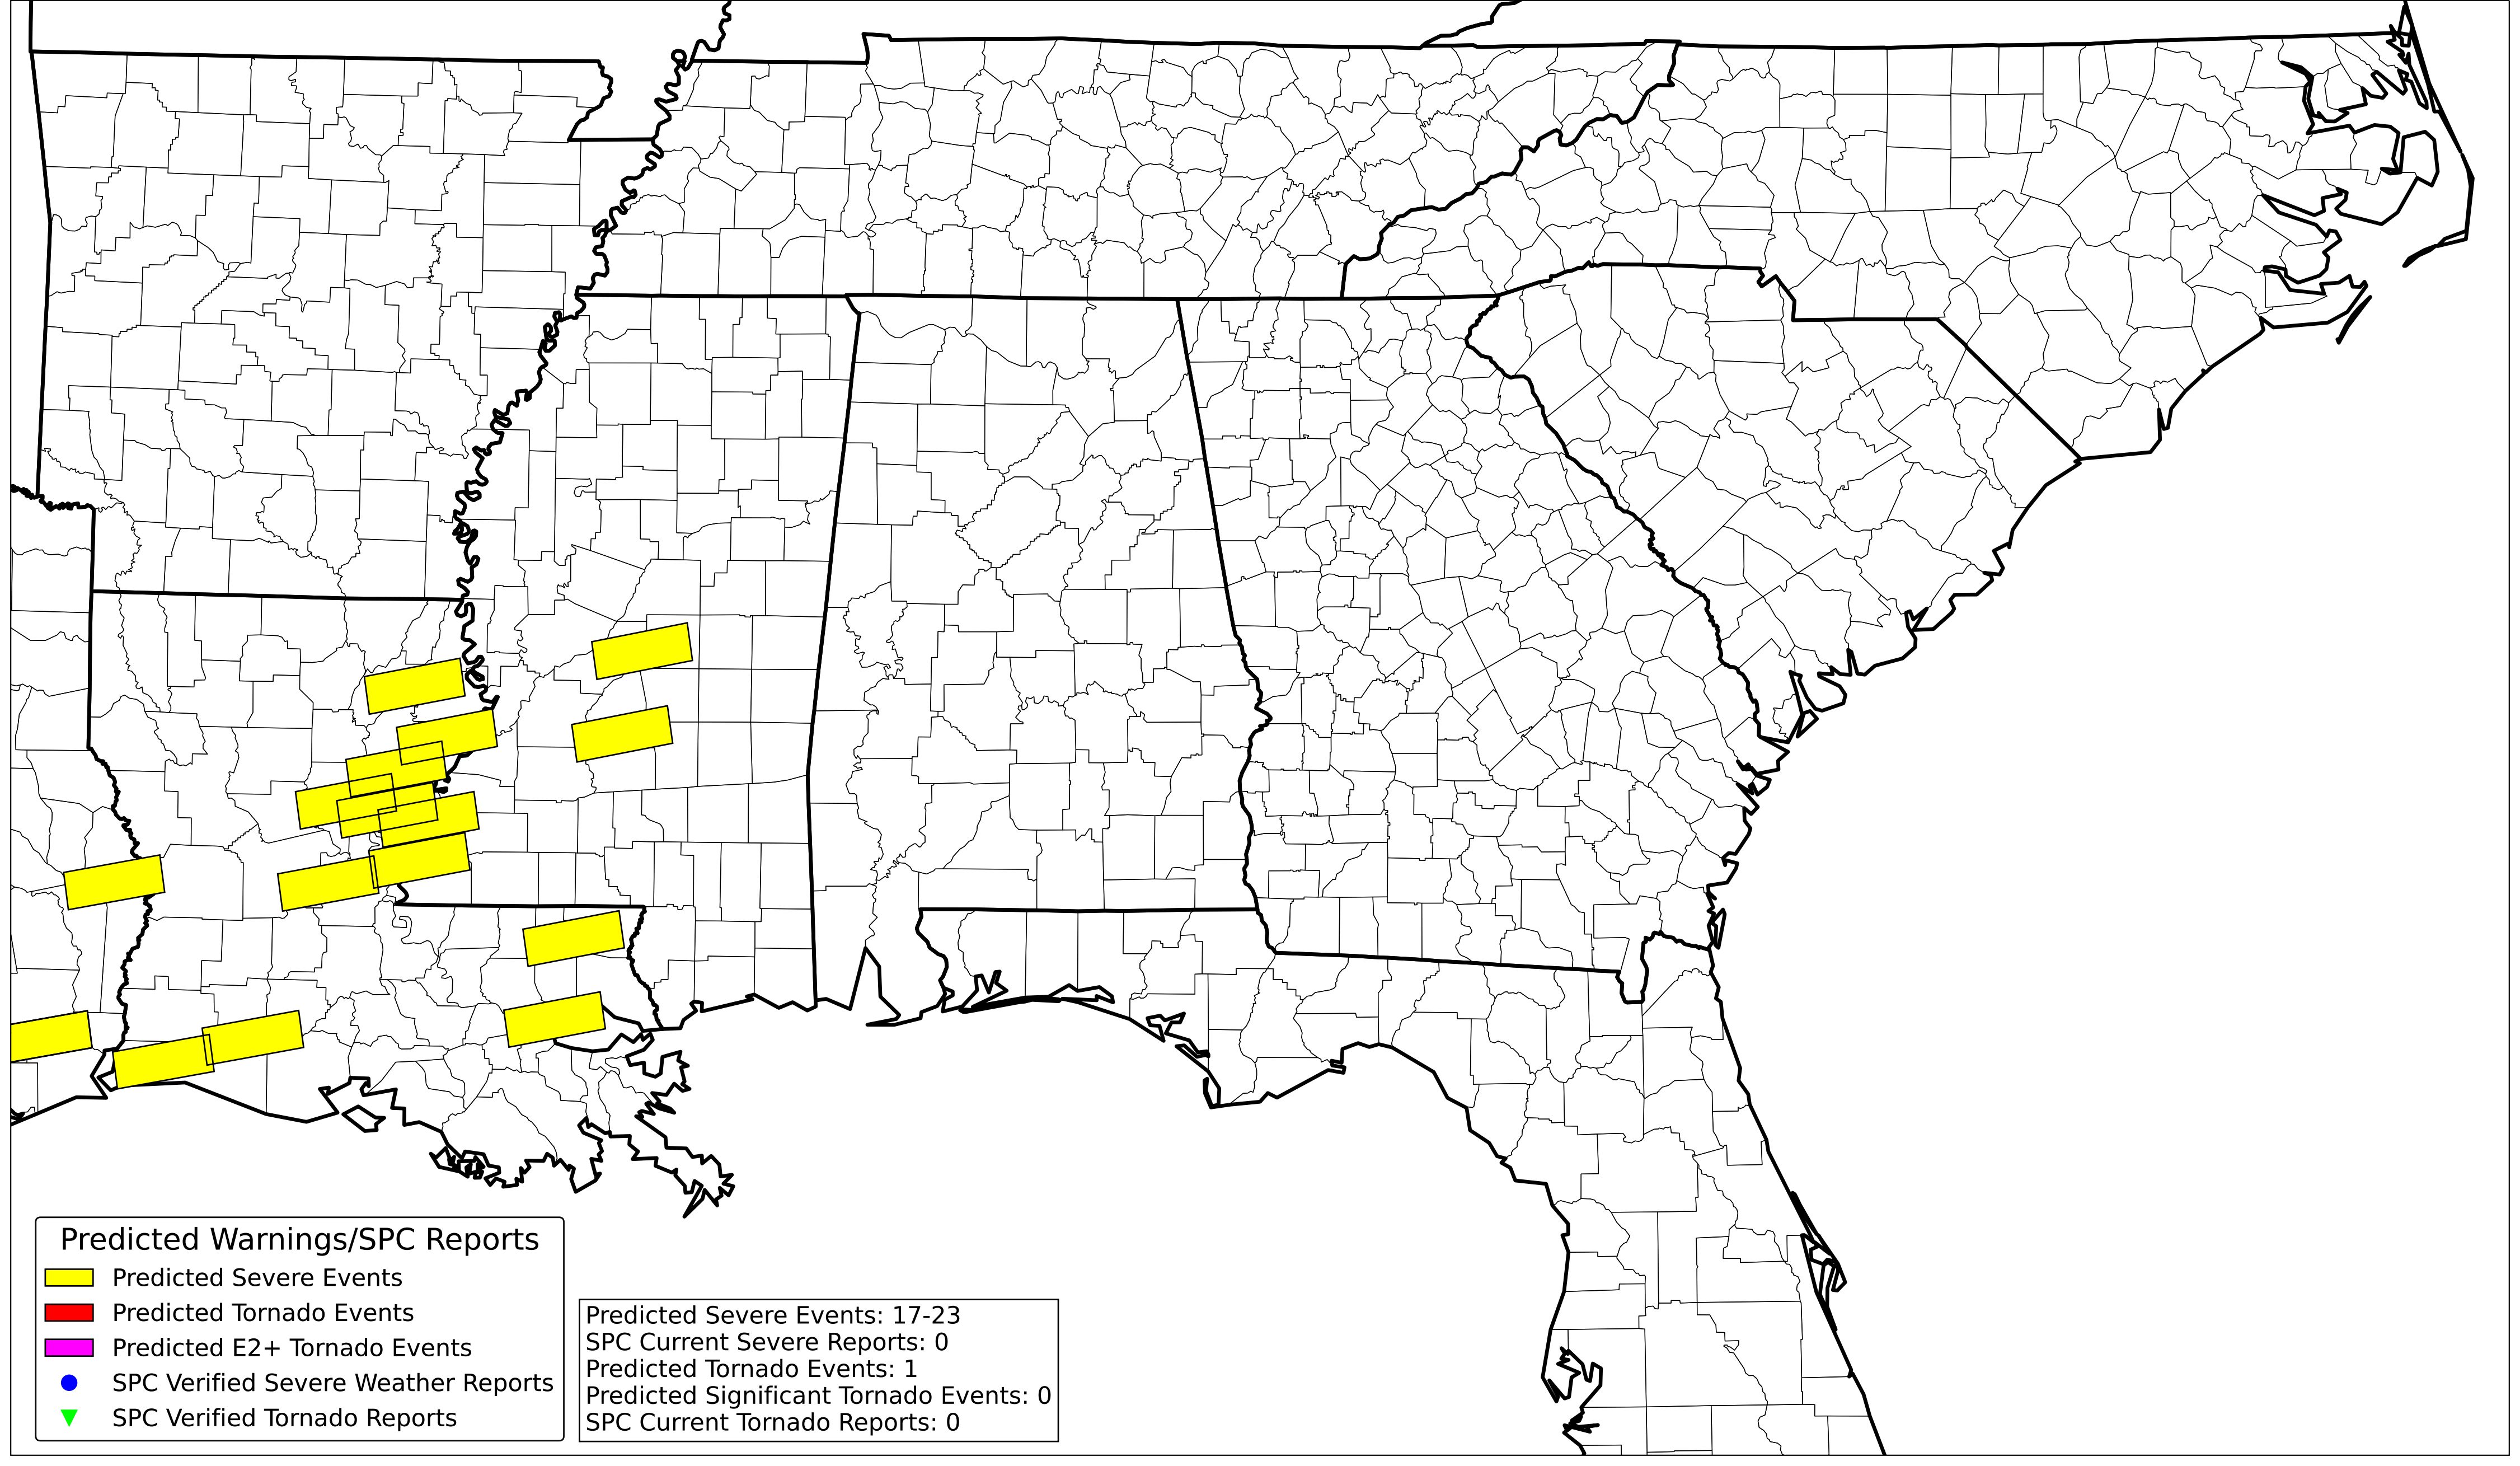 Predicted Warnings/SPC Reports
Predicted Severe Events
Predicted Tornado Events
Predicted E2+ Tornado Events
SPC Verified Severe Weather Reports
SPC Verified Tornado Reports
Predicted Severe Events: 17-23
SPC Current Severe Reports: 0
Predicted Tornado Events: 1
Predicted Significant Tornado Events: 0
SPC Current Tornado Reports: 0